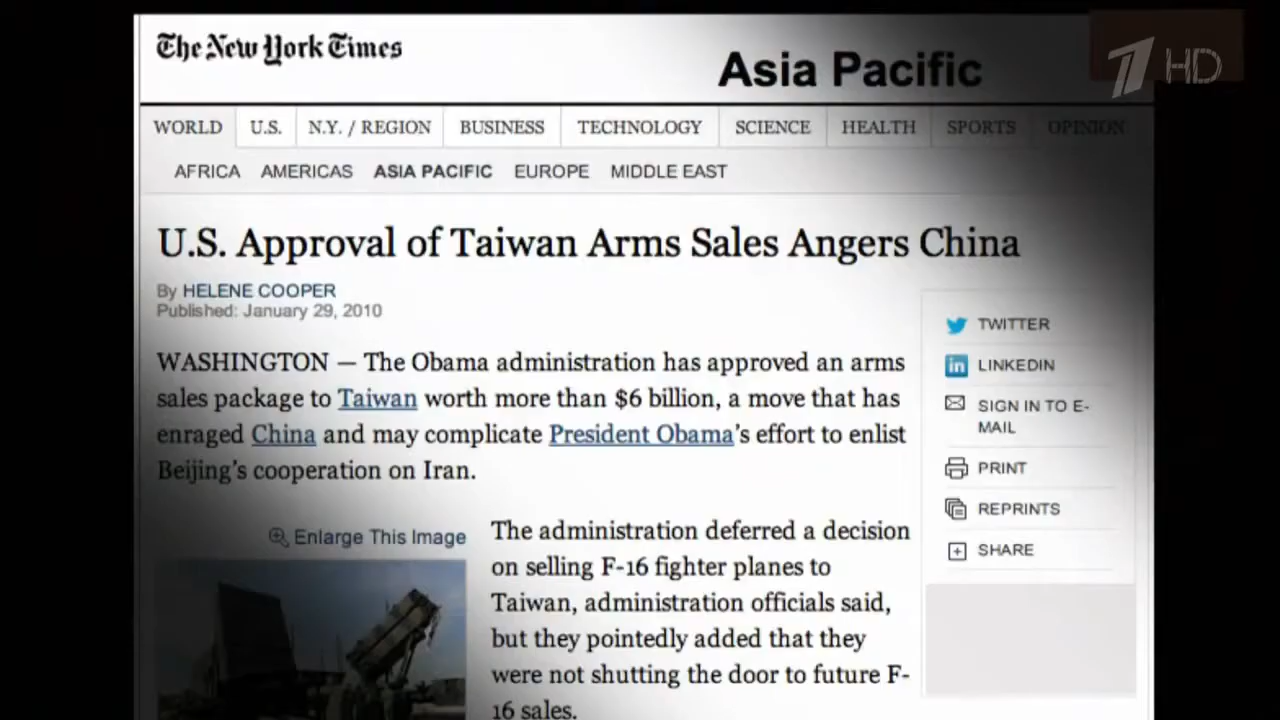 The New York Times
Asia Pacific
1 HD
WORLD U.S. N.Y. / REGION BUSINESS TECHNOLOGY SCIENCE HEALTH SPORTS OPINION
AFRICA AMERICAS ASIA PACIFIC EUROPE MIDDLE EAST
U.S. Approval of Taiwan Arms Sales Angers China
By HELENE COOPER
Published: January 29, 2010
WASHINGTON — The Obama administration has approved an arms
sales package to Taiwan worth more than $6 billion, a move that has
enraged China and may complicate President Obama's effort to enlist
Beijing's cooperation on Iran.
TWITTER
LINKEDIN
SIGN IN TO E-
MAIL
PRINT
REPRINTS
SHARE
Enlarge This Image
The administration deferred a decision
on selling F-16 fighter planes to
Taiwan, administration officials said,
but they pointedly added that they
were not shutting the door to future F-
16 sales.